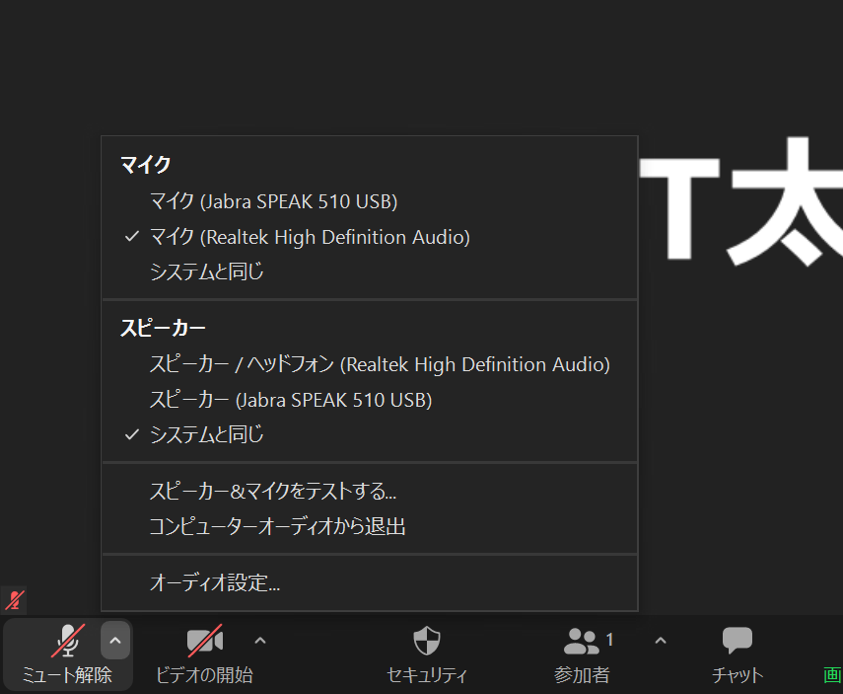 マイク
マイク (Jabra SPEAK 510 USB)
✓ マイク (Realtek High Definition Audio)
システムと同じ
T太
スピーカー
スピーカー / ヘッドフォン (Realtek High Definition Audio)
スピーカー (Jabra SPEAK 510 USB)
✓ システムと同じ
スピーカー&マイクをテストする...
コンピューターオーディオから退出
オーディオ設定...
1
ミュート解除 ビデオの開始 セキュリティ 参加者 チャット 画